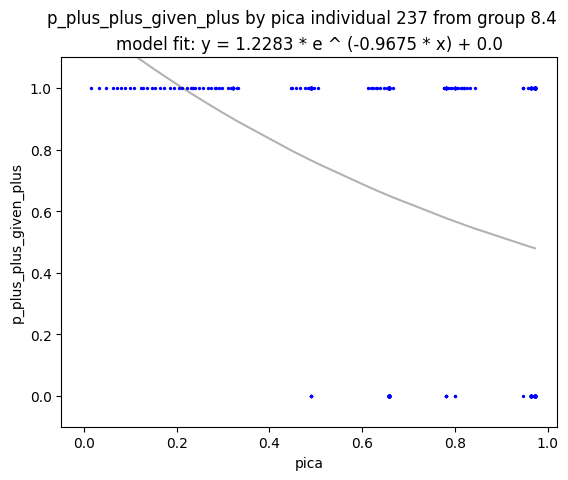 p_plus_plus_given_plus by pica individual 237 from group 8.4
model fit: y = 1.2283 * e ^ (-0.9675 * x) + 0.0
1.0
0.8
0.6
0.4
0.2
0.0
p_plus_plus_given_plus
0.0 0.2 0.4 0.6 0.8 1.0
pica